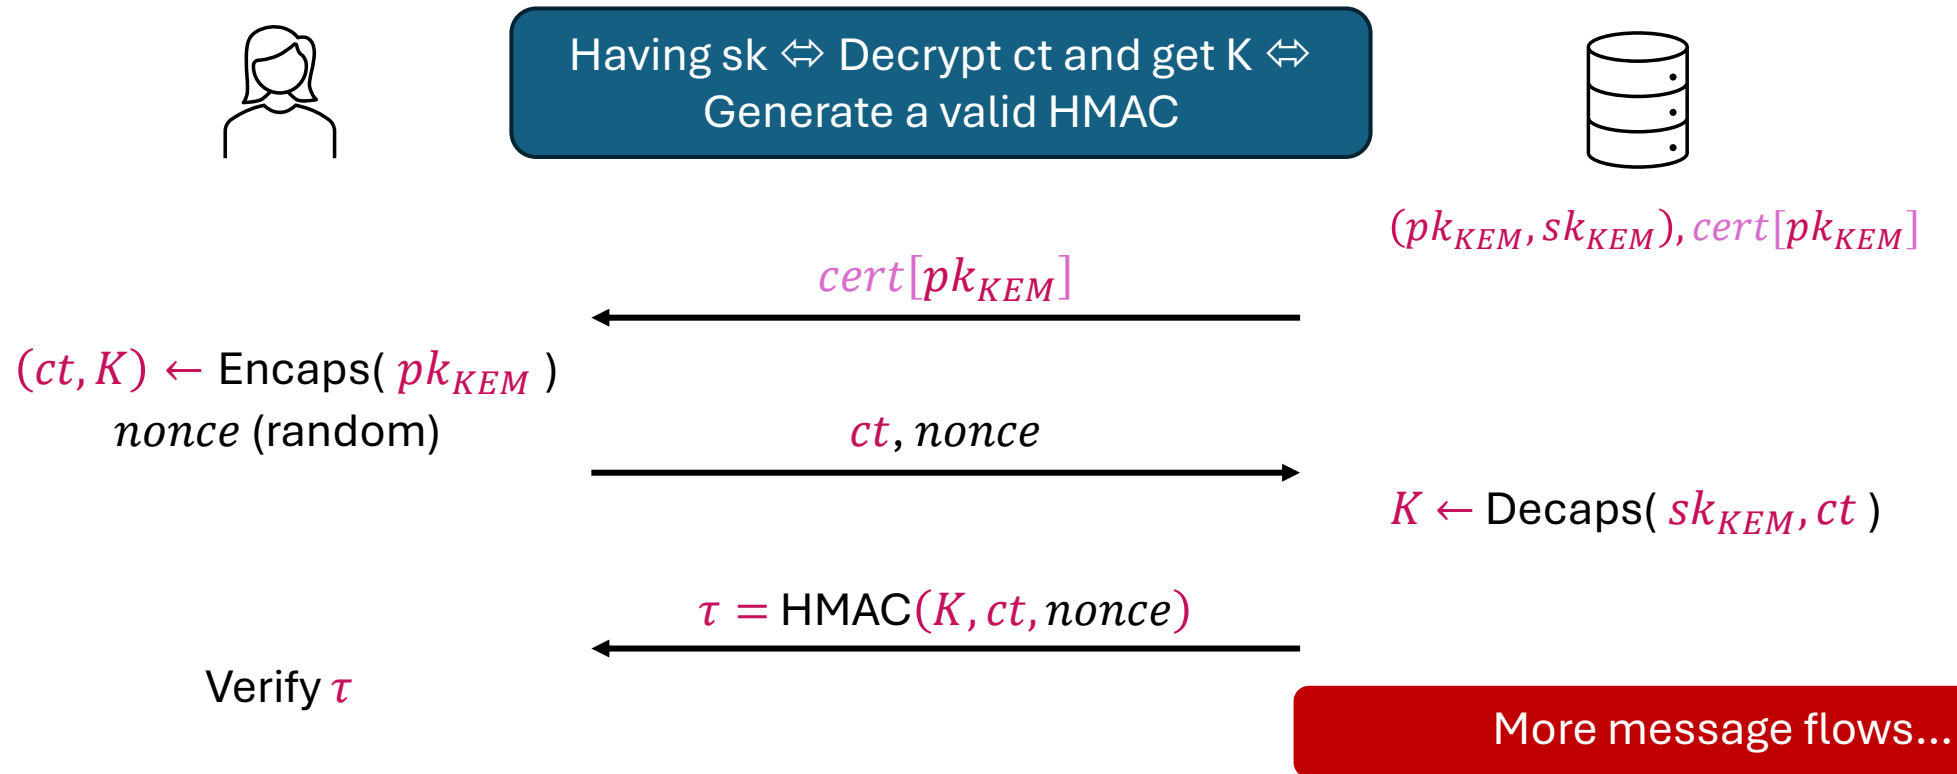 Having sk ⇔ Decrypt ct and get K ⇔
Generate a valid HMAC
(pk_KEM, sk_KEM), cert[pk_KEM]
cert[pk_KEM]
(ct, K) ← Encaps( pk_KEM )
nonce (random)
ct, nonce
K ← Decaps( sk_KEM, ct )
τ = HMAC(K, ct, nonce)
Verify τ
More message flows...